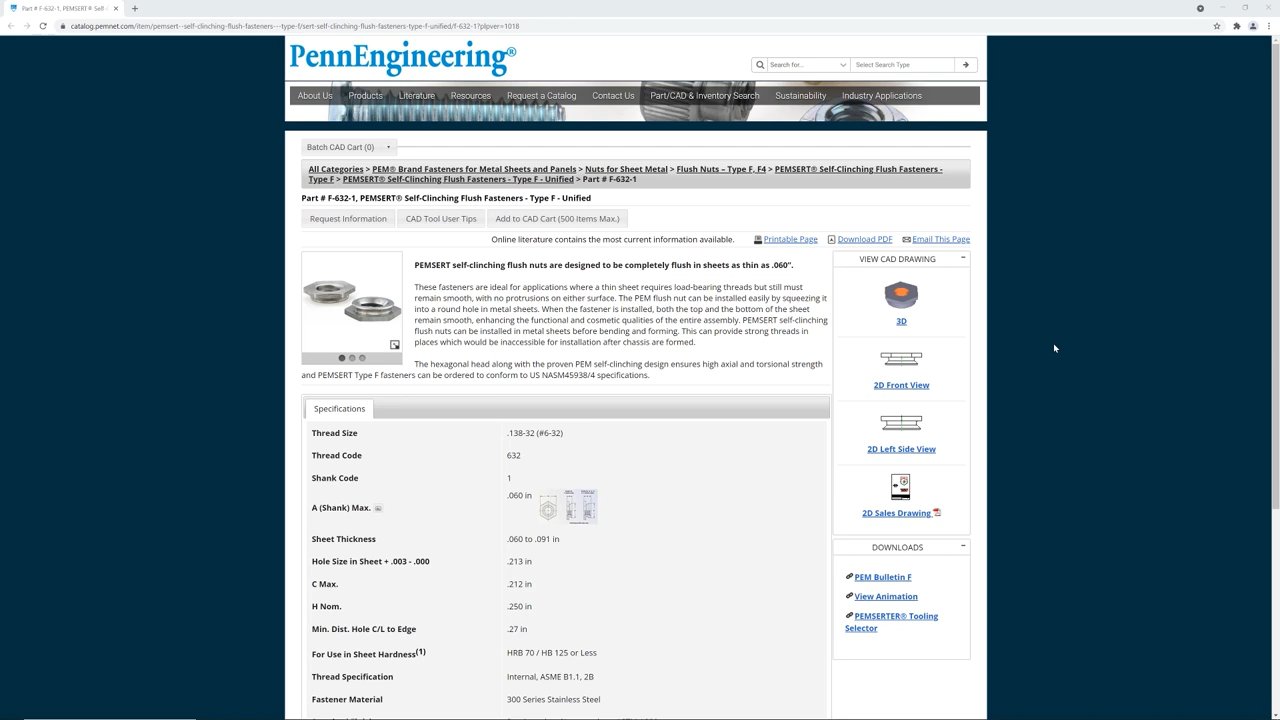 Part # F-632-1, PEMSERT® Self -
catalog.pemnet.com/item/pemsert--self-clinching-flush-fasteners---type-f/sert-self-clinching-flush-fasteners-type-f-unified/f-632-1?plpver=1018
PennEngineering®
Search for...
Select Search Type
About Us
Products
Literature
Resources
Request a Catalog
Contact Us
Part/CAD & Inventory Search
Sustainability
Industry Applications
Batch CAD Cart (0)
All Categories > PEM® Brand Fasteners for Metal Sheets and Panels > Nuts for Sheet Metal > Flush Nuts – Type F, F4 > PEMSERT® Self-Clinching Flush Fasteners -
Type F > PEMSERT® Self-Clinching Flush Fasteners - Type F - Unified > Part # F-632-1
Part # F-632-1, PEMSERT® Self-Clinching Flush Fasteners - Type F - Unified
Request Information
CAD Tool User Tips
Add to CAD Cart (500 Items Max.)
Online literature contains the most current information available.
Printable Page
Download PDF
Email This Page
PEMSERT self-clinching flush nuts are designed to be completely flush in sheets as thin as .060”.
These fasteners are ideal for applications where a thin sheet requires load-bearing threads but still must
remain smooth, with no protrusions on either surface. The PEM flush nut can be installed easily by squeezing it
into a round hole in metal sheets. When the fastener is installed, both the top and the bottom of the sheet
remain smooth, enhancing the functional and cosmetic qualities of the entire assembly. PEMSERT self-clinching
flush nuts can be installed in metal sheets before bending and forming. This can provide strong threads in
places which would be inaccessible for installation after chassis are formed.
The hexagonal head along with the proven PEM self-clinching design ensures high axial and torsional strength
and PEMSERT Type F fasteners can be ordered to conform to US NASM45938/4 specifications.
Specifications
Thread Size .138-32 (#6-32)
Thread Code 632
Shank Code 1
A (Shank) Max. .060 in
Sheet Thickness .060 to .091 in
Hole Size in Sheet + .003 - .000 .213 in
C Max. .212 in
H Nom. .250 in
Min. Dist. Hole C/L to Edge .27 in
For Use in Sheet Hardness(1) HRB 70 / HB 125 or Less
Thread Specification Internal, ASME B1.1, 2B
Fastener Material 300 Series Stainless Steel
VIEW CAD DRAWING
3D
2D Front View
2D Left Side View
2D Sales Drawing
DOWNLOADS
PEM Bulletin F
View Animation
PEMSERTER® Tooling
Selector